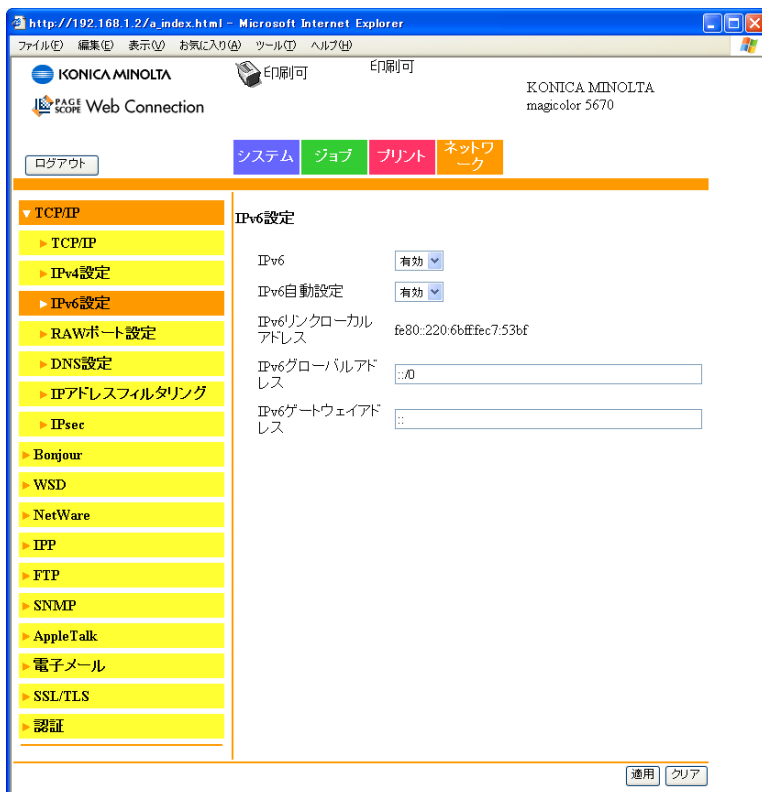 http://192.168.1.2/a_index.html - Microsoft Internet Explorer
ファイル(F) 編集(E) 表示(V) お気に入り(A) ツール(T) ヘルプ(H)
KONICA MINOLTA
印刷可
印刷可
KONICA MINOLTA
magicolor 5670
PAGE SCOPE Web Connection
ログアウト
システム
ジョブ
プリント
ネットワ
ーク
TCP/IP
TCP/IP
IPv4設定
IPv6設定
RAWポート設定
DNS設定
IPアドレスフィルタリング
IPsec
Bonjour
WSD
NetWare
IPP
FTP
SNMP
AppleTalk
電子メール
SSL/TLS
認証
IPv6設定
IPv6 有効
IPv6自動設定 有効
IPv6リンクローカル
アドレス
fe80::220:6bff:fec7:53bf
IPv6グローバルアド
レス
::/0
IPv6ゲートウェイアド
レス
::
適用 クリア